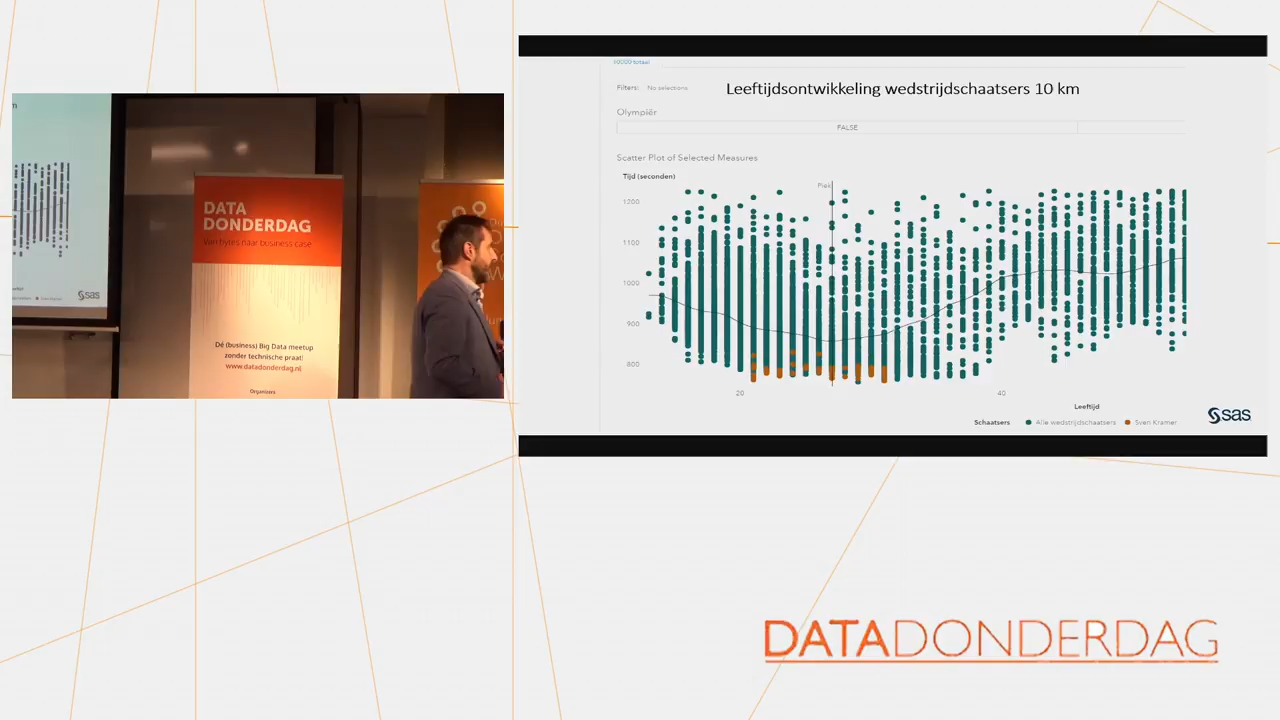 DATA
DONDERDAG
Van bytes naar business case
Dé (business) Big Data meetup
zonder technische praat!
www.datadonderdag.nl
Organizers
sas
10000 totaal
Filters: No selections
Leeftijdsontwikkeling wedstrijdschaatsers 10 km
Olympiër
FALSE
Scatter Plot of Selected Measures
Tijd (seconden)
Piek
1200
1100
1000
900
800
20
40
Leeftijd
Schaatsers
Alle wedstrijdschaatsers
Sven Kramer
sas
DATADONDERDAG